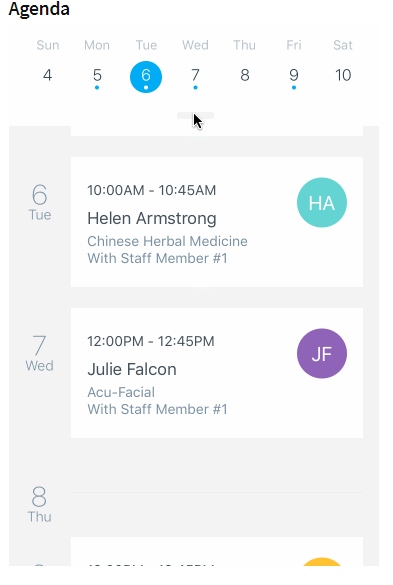 Agenda
Sun Mon Tue Wed Thu Fri Sat
4 5 6 7 8 9 10
6
Tue
10:00AM - 10:45AM
HA
Helen Armstrong
Chinese Herbal Medicine
With Staff Member #1
7
Wed
12:00PM - 12:45PM
JF
Julie Falcon
Acu-Facial
With Staff Member #1
8
Thu